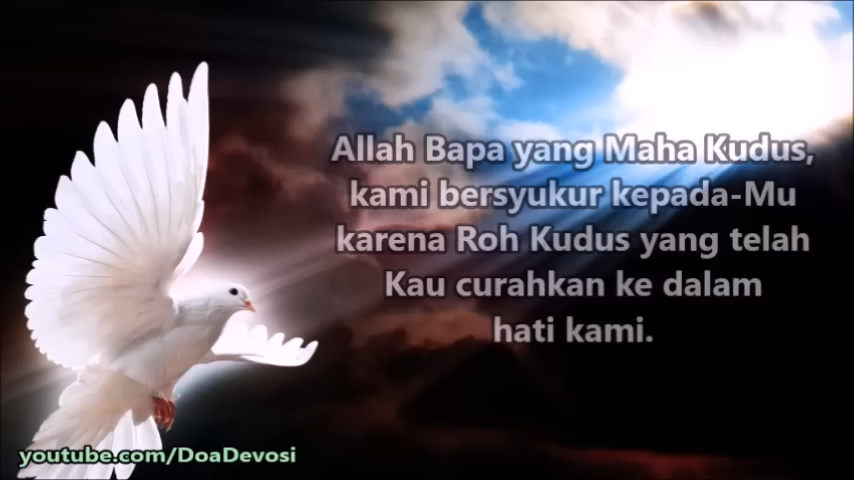 Allah Bapa yang Maha Kudus,
kami bersyukur kepada-Mu
karena Roh Kudus yang telah
Kau curahkan ke dalam
hati kami.
youtube.com/DoaDevosi